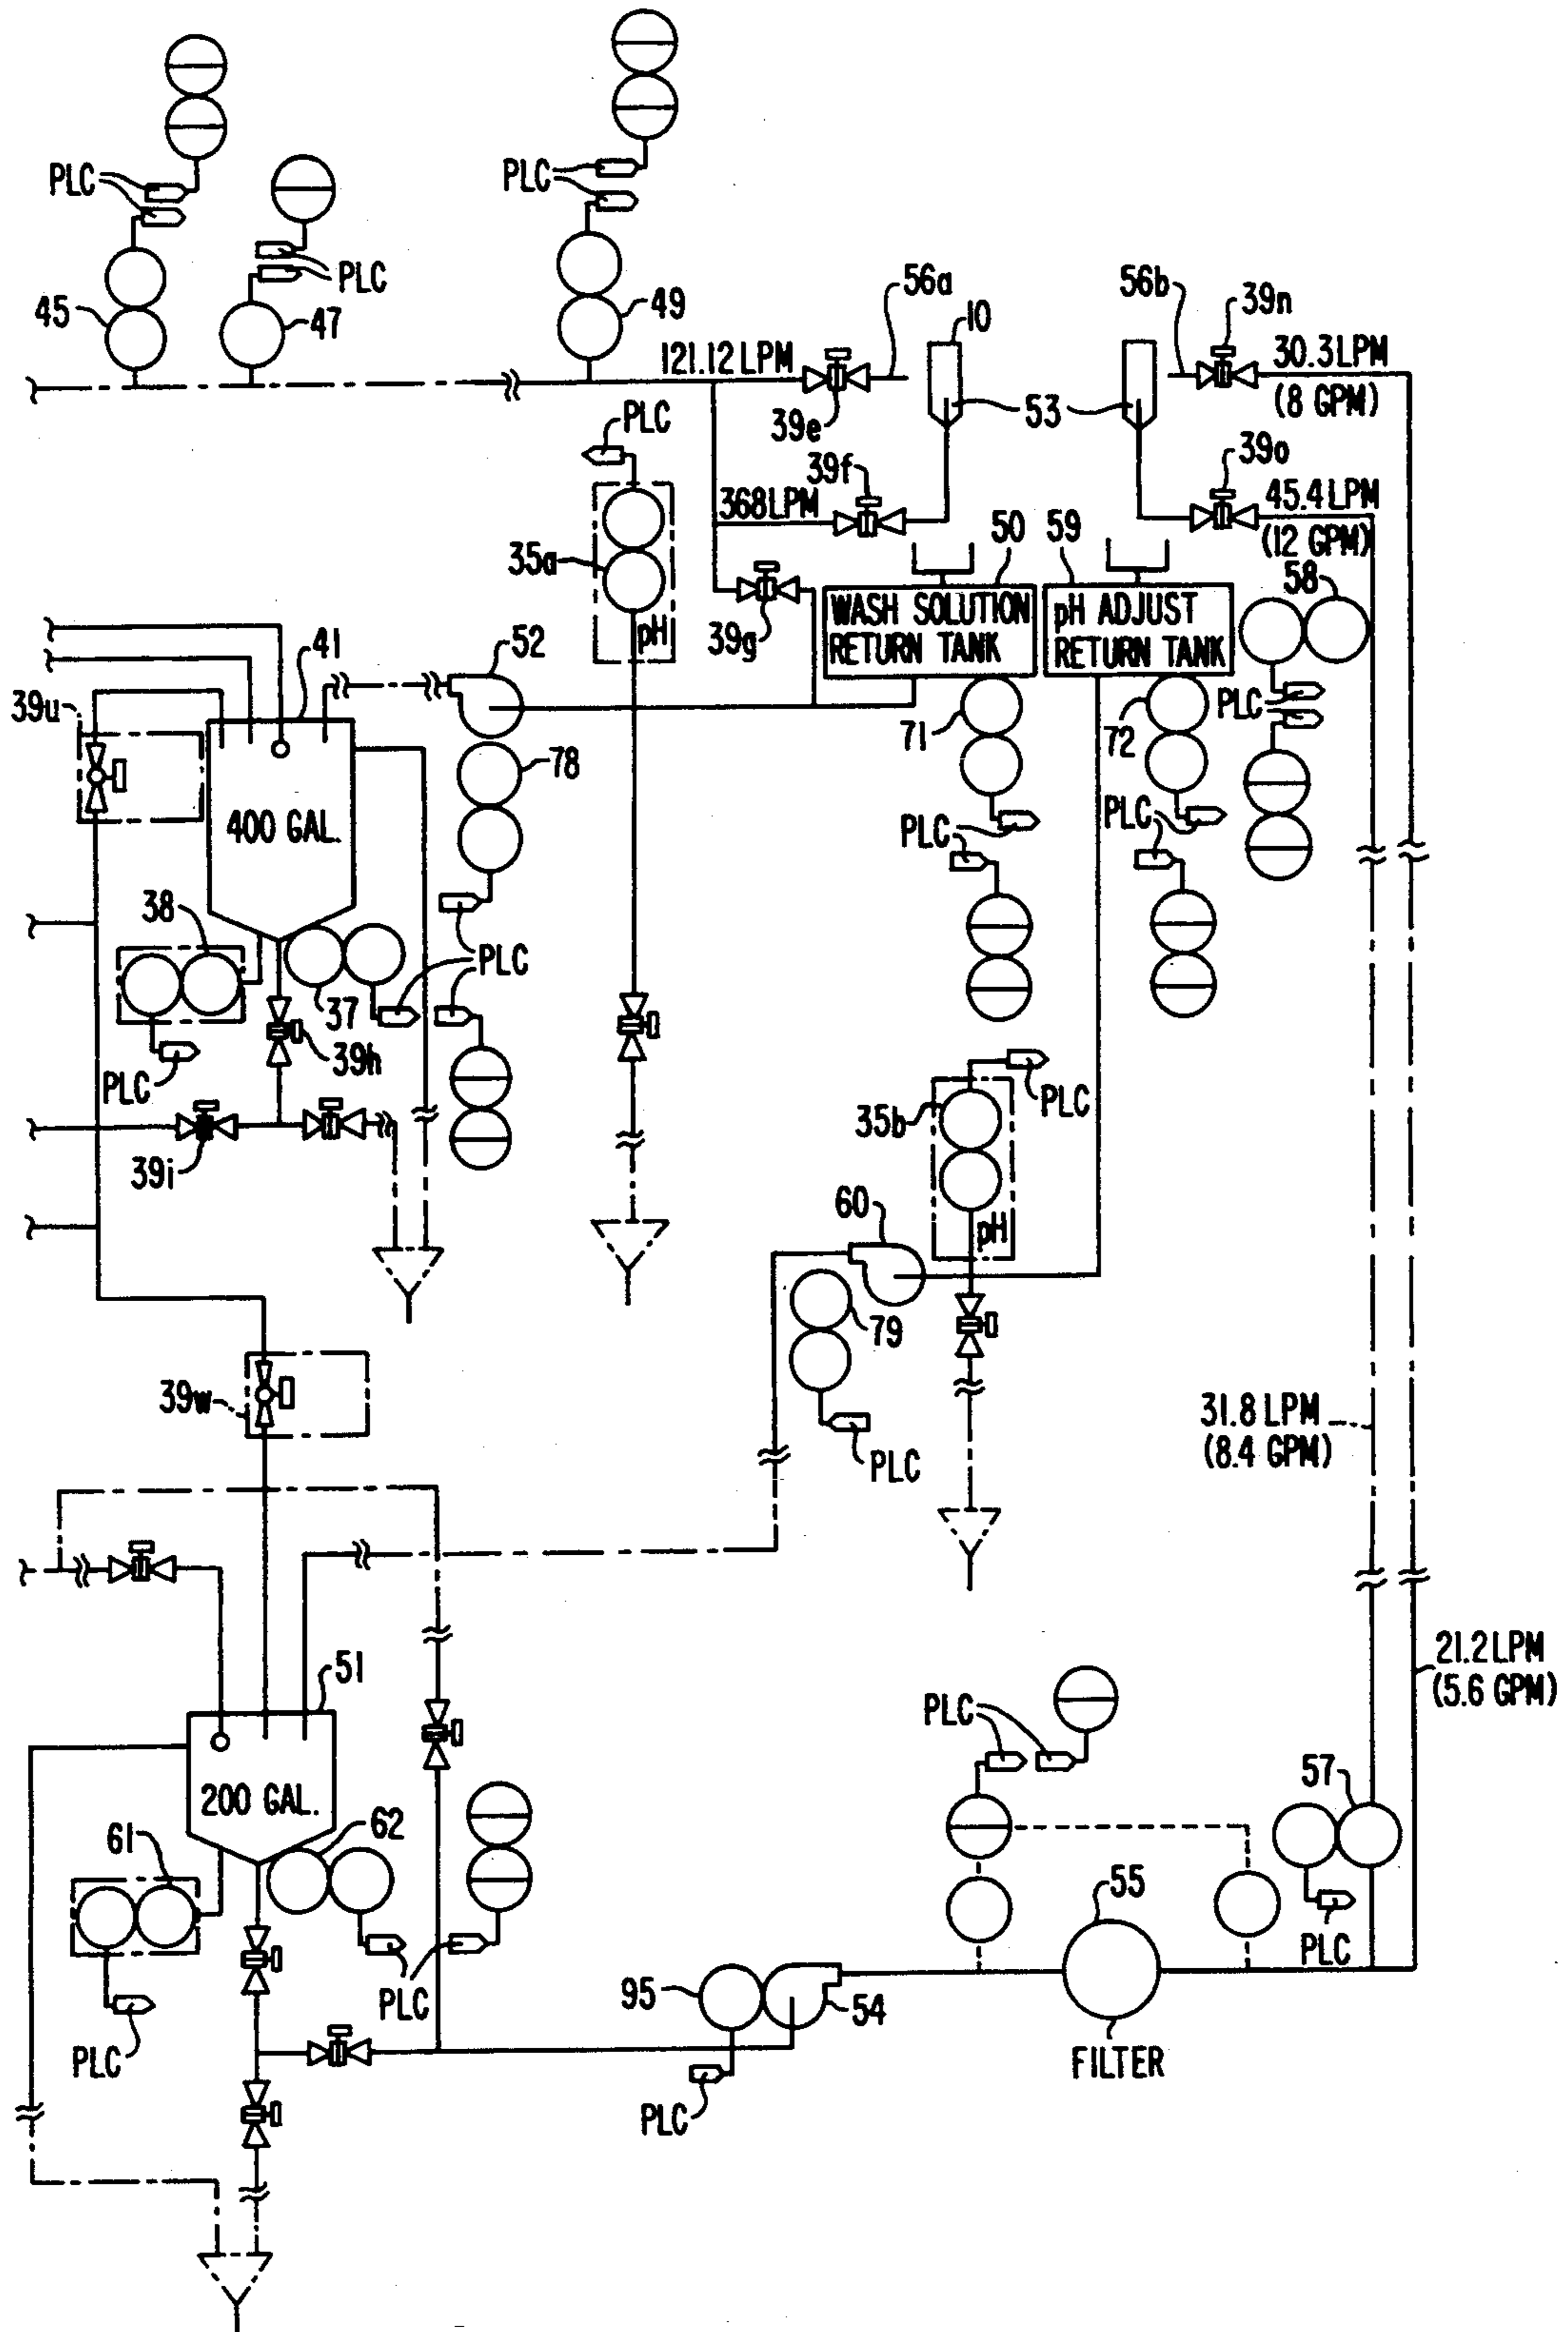 PLC
PLC
PLC
45
47
49
56a
10
56b
39n
121.12 LPM
30.3 LPM
(8 GPM)
53
39e
PLC
39f
39o
368 LPM
45.4 LPM
(12 GPM)
35a
50
59
58
pH
39g
WASH SOLUTION
RETURN TANK
pH ADJUST
RETURN TANK
41
52
39u
PLC
71
72
78
400 GAL.
PLC
PLC
38
PLC
37
39h
PLC
PLC
35b
39i
60
pH
79
39w
31.8 LPM
(8.4 GPM)
PLC
51
21.2 LPM
(5.6 GPM)
PLC
57
200 GAL.
61
62
55
PLC
PLC
95
54
PLC
FILTER
PLC